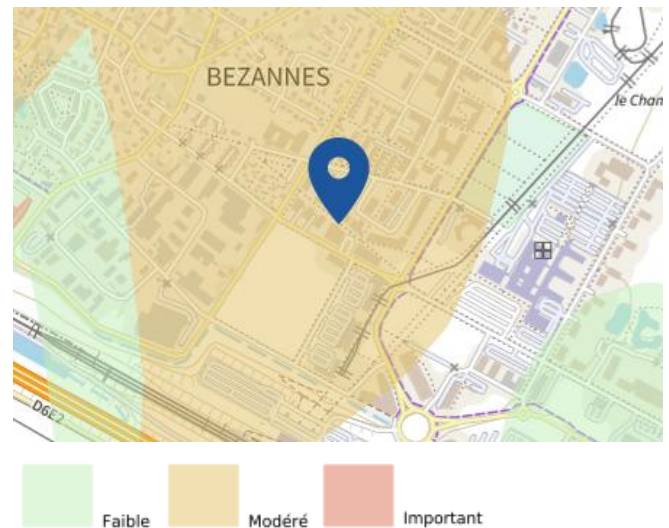 BEZANNES
le Cham
D6E2
Faible
Modéré
Important